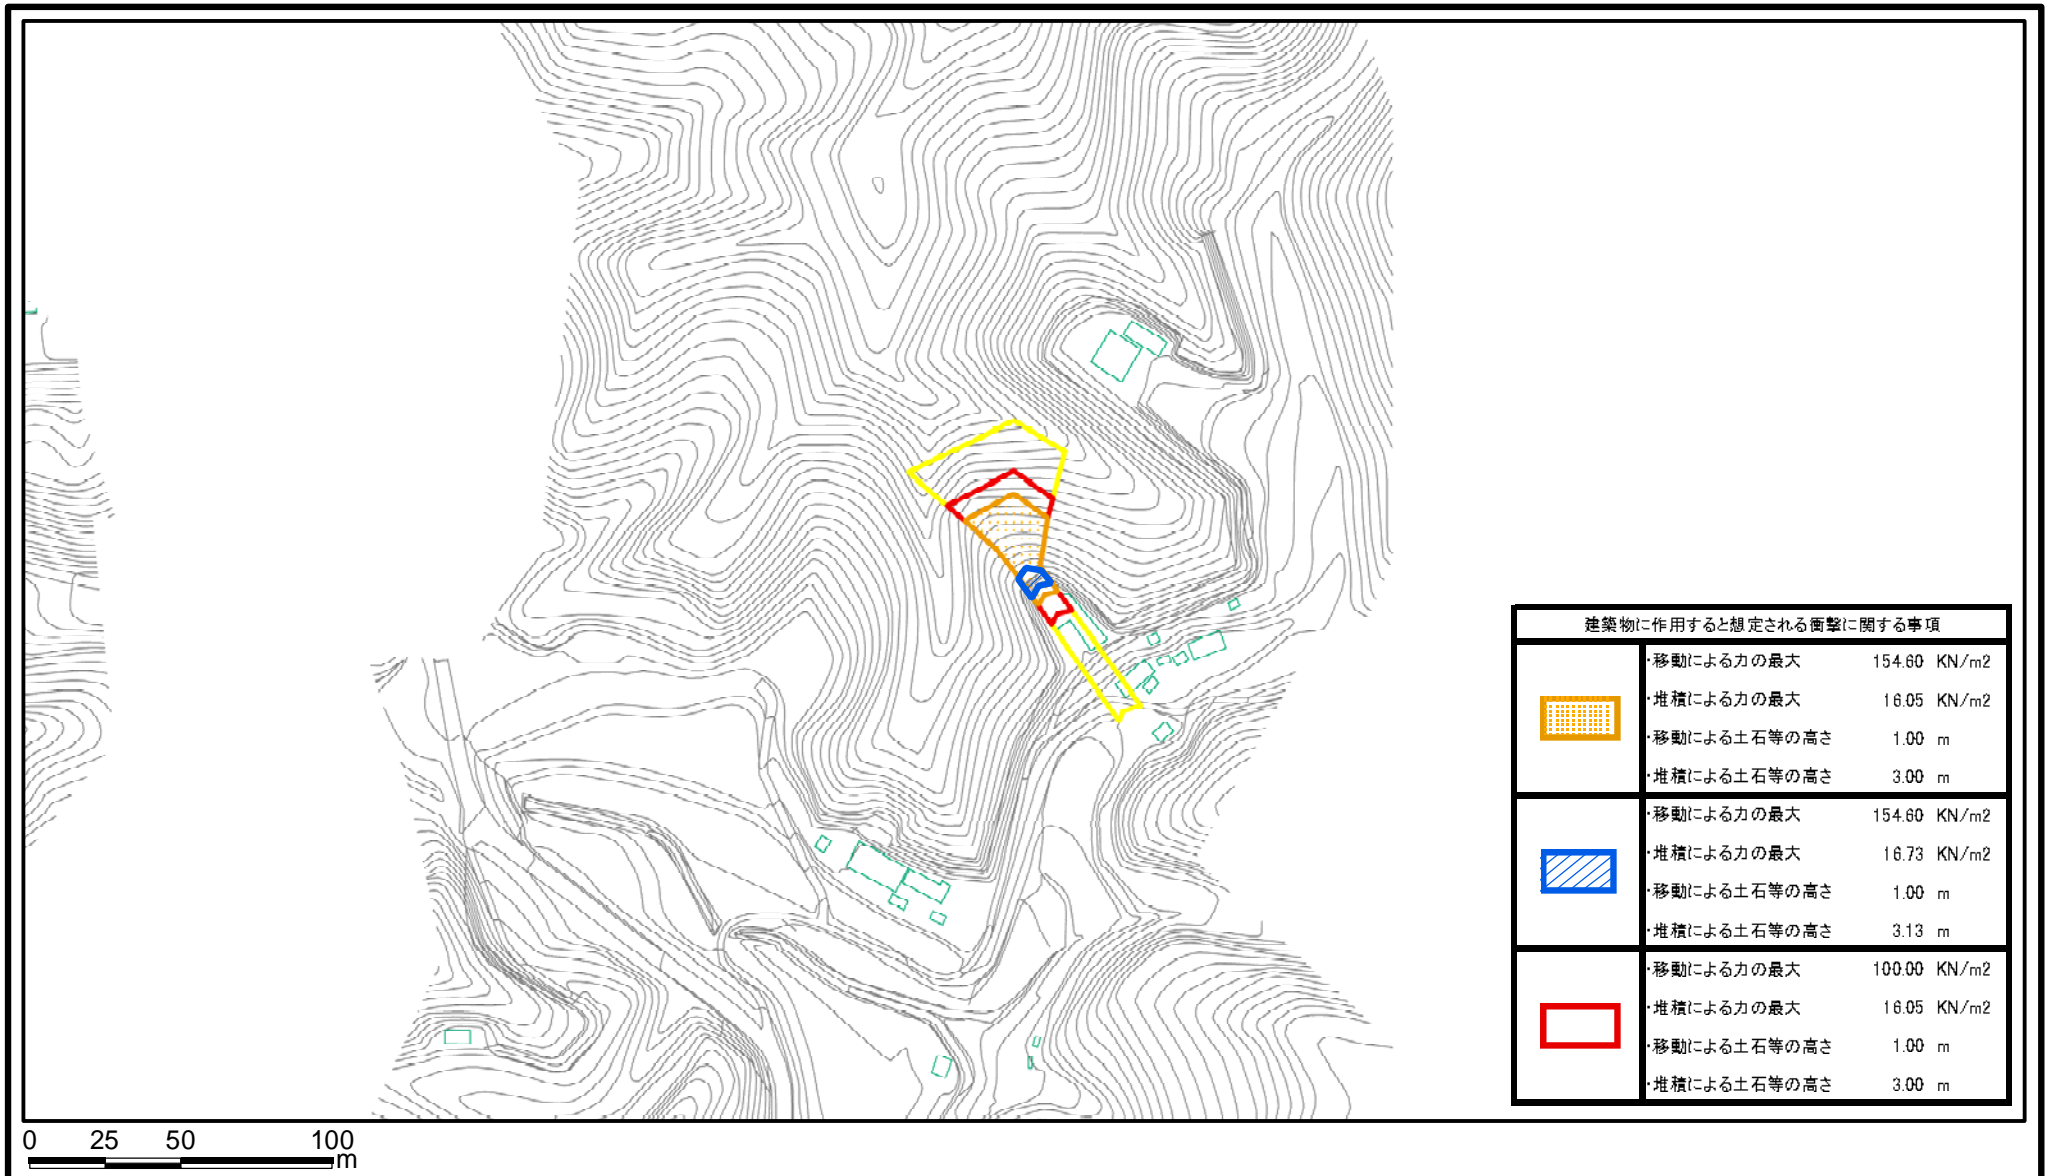 建築物に作用すると想定される衝撃に関する事項
・移動による力の最大 154.60 KN/m2
・堆積による力の最大 16.05 KN/m2
・移動による土石等の高さ 1.00 m
・堆積による土石等の高さ 3.00 m
・移動による力の最大 154.60 KN/m2
・堆積による力の最大 16.73 KN/m2
・移動による土石等の高さ 1.00 m
・堆積による土石等の高さ 3.13 m
・移動による力の最大 100.00 KN/m2
・堆積による力の最大 16.05 KN/m2
・移動による土石等の高さ 1.00 m
・堆積による土石等の高さ 3.00 m
0 25 50 100
m